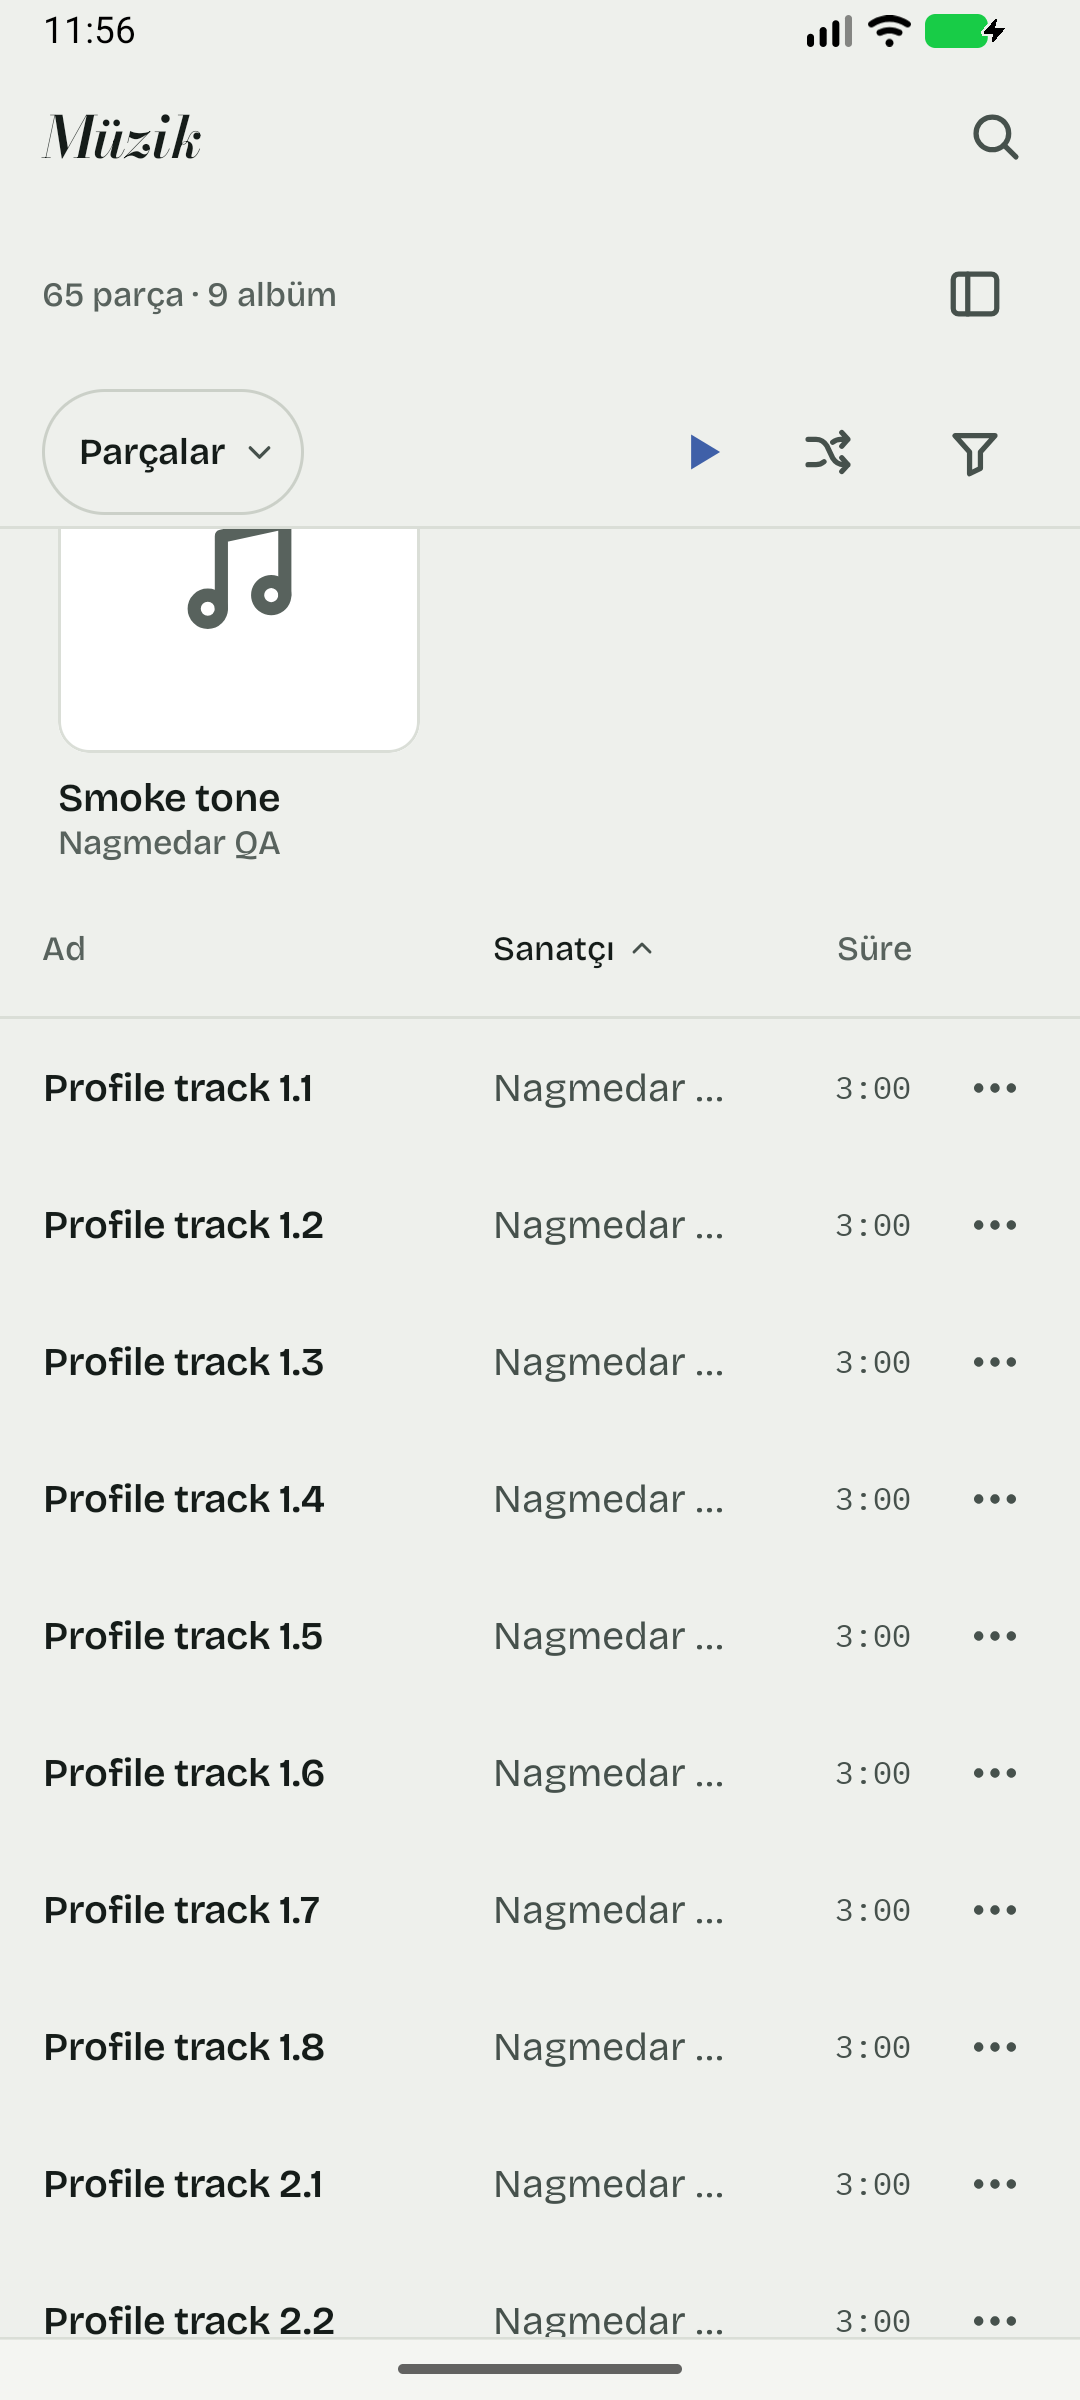 11:56
Müzik
65 parça · 9 albüm
Parçalar
Smoke tone
Nagmedar QA
Ad Sanatçı Süre
Profile track 1.1 Nagmedar ... 3:00
Profile track 1.2 Nagmedar ... 3:00
Profile track 1.3 Nagmedar ... 3:00
Profile track 1.4 Nagmedar ... 3:00
Profile track 1.5 Nagmedar ... 3:00
Profile track 1.6 Nagmedar ... 3:00
Profile track 1.7 Nagmedar ... 3:00
Profile track 1.8 Nagmedar ... 3:00
Profile track 2.1 Nagmedar ... 3:00
Profile track 2.2 Nagmedar ... 3:00